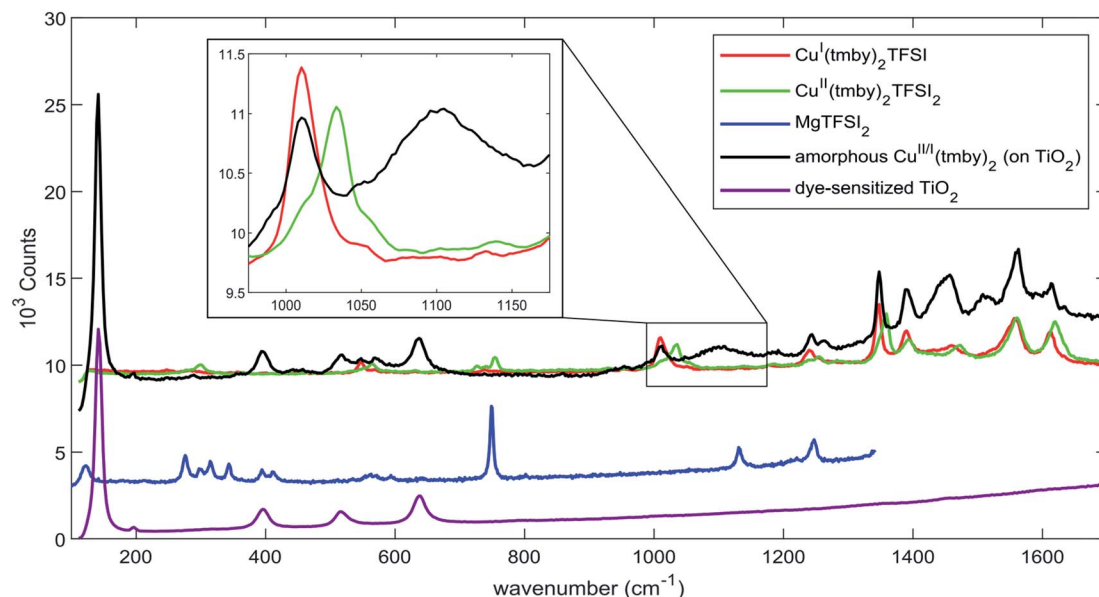 30
25
20
15
10
5
0
10³ Counts
11.5
11
10.5
10
9.5
1000 1050 1100 1150
Cuᴵ(tmby)₂TFSI
Cuᴵᴵ(tmby)₂TFSI₂
MgTFSI₂
amorphous Cuᴵᴵ/ᴵ(tmby)₂ (on TiO₂)
dye-sensitized TiO₂
200 400 600 800 1000 1200 1400 1600
wavenumber (cm⁻¹)